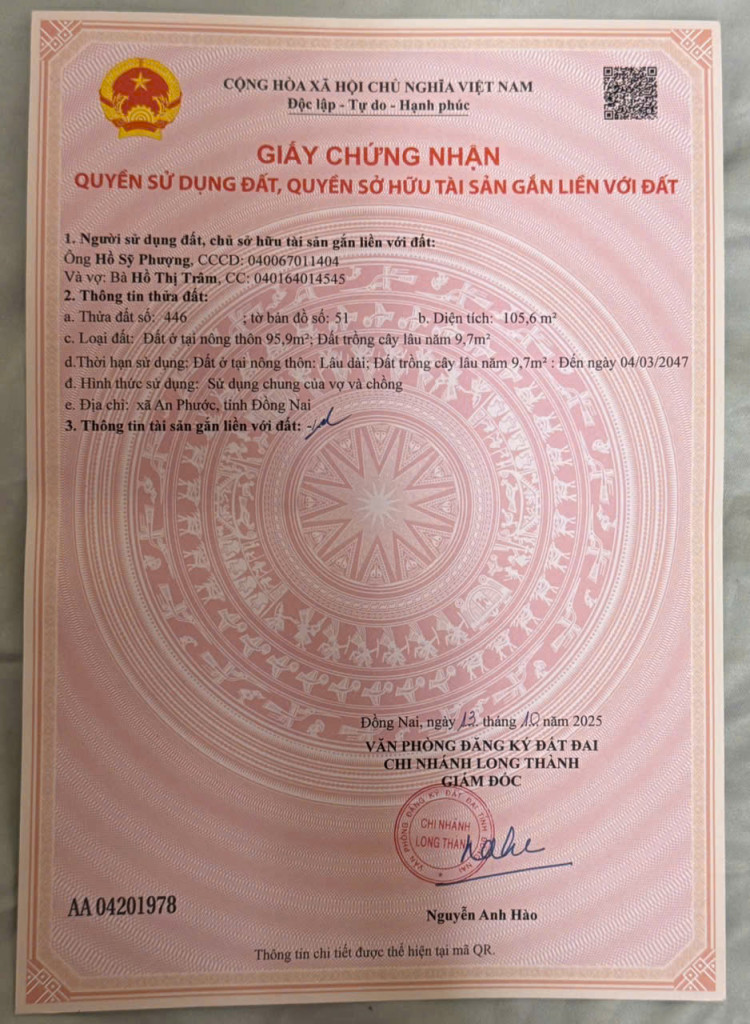 CỘNG HÒA XÃ HỘI CHỦ NGHĨA VIỆT NAM
Độc lập - Tự do - Hạnh phúc
GIẤY CHỨNG NHẬN
QUYỀN SỬ DỤNG ĐẤT, QUYỀN SỞ HỮU TÀI SẢN GẮN LIỀN VỚI ĐẤT
1. Người sử dụng đất, chủ sở hữu tài sản gắn liền với đất:
Ông Hồ Sỹ Phượng, CCCD: 040067011404
Và vợ: Bà Hồ Thị Trâm, CC: 040164014545
2. Thông tin thửa đất:
a. Thửa đất số: 446 ; tờ bản đồ số: 51 b. Diện tích: 105,6 m²
c. Loại đất: Đất ở tại nông thôn 95,9m²; Đất trồng cây lâu năm 9,7m²
d.Thời hạn sử dụng: Đất ở tại nông thôn: Lâu dài; Đất trồng cây lâu năm 9,7m² : Đến ngày 04/03/2047
đ. Hình thức sử dụng: Sử dụng chung của vợ và chồng
e. Địa chỉ: xã An Phước, tỉnh Đồng Nai
3. Thông tin tài sản gắn liền với đất: -/-
Đồng Nai, ngày 13 tháng 10 năm 2025
VĂN PHÒNG ĐĂNG KÝ ĐẤT ĐAI
CHI NHÁNH LONG THÀNH
GIÁM ĐỐC
VĂN PHÒNG ĐĂNG KÝ ĐẤT ĐAI TỈNH ĐỒNG NAI
CHI NHÁNH
LONG THÀNH
Nguyễn Anh Hào
AA 04201978
Thông tin chi tiết được thể hiện tại mã QR.